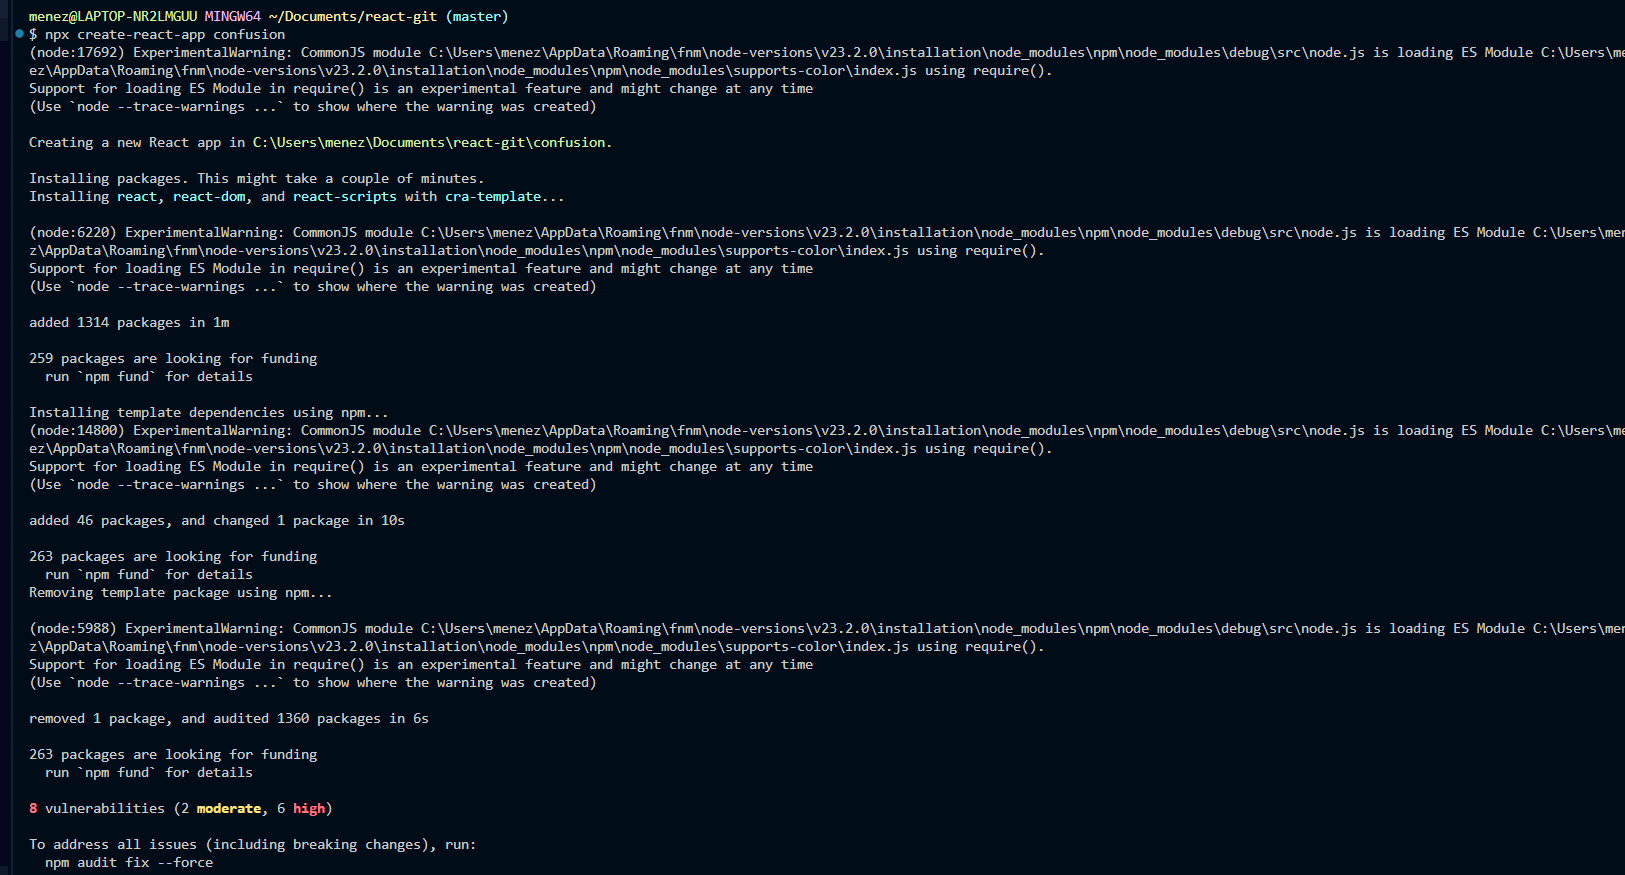 menez@LAPTOP-NR2LMGUU MINGW64 ~/Documents/react-git (master)
$ npx create-react-app confusion
(node:17692) ExperimentalWarning: CommonJS module C:\Users\menez\AppData\Roaming\fnm\node-versions\v23.2.0\installation\node_modules\npm\node_modules\debug\src\node.js is loading ES Module C:\Users\m
ez\AppData\Roaming\fnm\node-versions\v23.2.0\installation\node_modules\npm\node_modules\supports-color\index.js using require().
Support for loading ES Module in require() is an experimental feature and might change at any time
(Use `node --trace-warnings ...` to show where the warning was created)
Creating a new React app in C:\Users\menez\Documents\react-git\confusion.
Installing packages. This might take a couple of minutes.
Installing react, react-dom, and react-scripts with cra-template...
(node:6220) ExperimentalWarning: CommonJS module C:\Users\menez\AppData\Roaming\fnm\node-versions\v23.2.0\installation\node_modules\npm\node_modules\debug\src\node.js is loading ES Module C:\Users\me
z\AppData\Roaming\fnm\node-versions\v23.2.0\installation\node_modules\npm\node_modules\supports-color\index.js using require().
Support for loading ES Module in require() is an experimental feature and might change at any time
(Use `node --trace-warnings ...` to show where the warning was created)
added 1314 packages in 1m
259 packages are looking for funding
run `npm fund` for details
Installing template dependencies using npm...
(node:14800) ExperimentalWarning: CommonJS module C:\Users\menez\AppData\Roaming\fnm\node-versions\v23.2.0\installation\node_modules\npm\node_modules\debug\src\node.js is loading ES Module C:\Users\m
ez\AppData\Roaming\fnm\node-versions\v23.2.0\installation\node_modules\npm\node_modules\supports-color\index.js using require().
Support for loading ES Module in require() is an experimental feature and might change at any time
(Use `node --trace-warnings ...` to show where the warning was created)
added 46 packages, and changed 1 package in 10s
263 packages are looking for funding
run `npm fund` for details
Removing template package using npm...
(node:5988) ExperimentalWarning: CommonJS module C:\Users\menez\AppData\Roaming\fnm\node-versions\v23.2.0\installation\node_modules\npm\node_modules\debug\src\node.js is loading ES Module C:\Users\me
z\AppData\Roaming\fnm\node-versions\v23.2.0\installation\node_modules\npm\node_modules\supports-color\index.js using require().
Support for loading ES Module in require() is an experimental feature and might change at any time
(Use `node --trace-warnings ...` to show where the warning was created)
removed 1 package, and audited 1360 packages in 6s
263 packages are looking for funding
run `npm fund` for details
8 vulnerabilities (2 moderate, 6 high)
To address all issues (including breaking changes), run:
npm audit fix --force